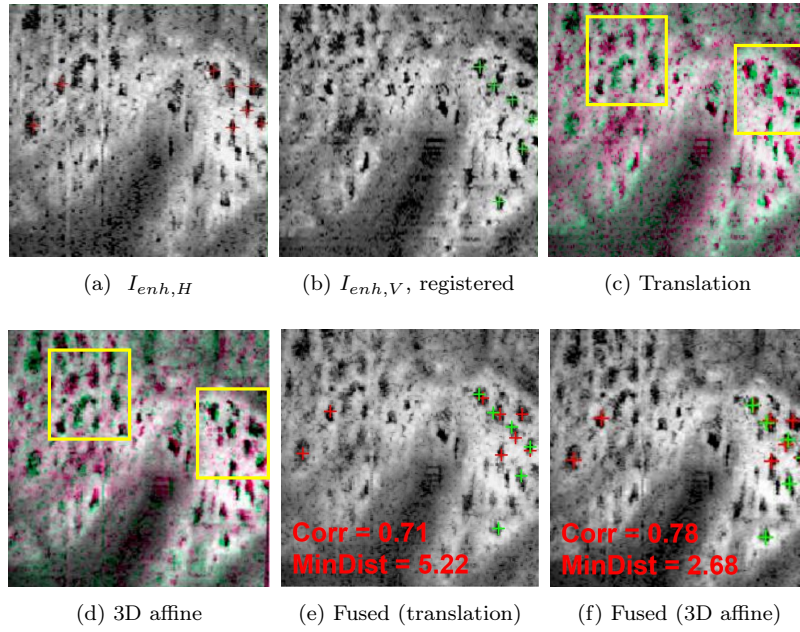 (a) I_{enh,H}
(b) I_{enh,V}, registered
(c) Translation
Corr = 0.71
MinDist = 5.22
Corr = 0.78
MinDist = 2.68
(d) 3D affine
(e) Fused (translation)
(f) Fused (3D affine)